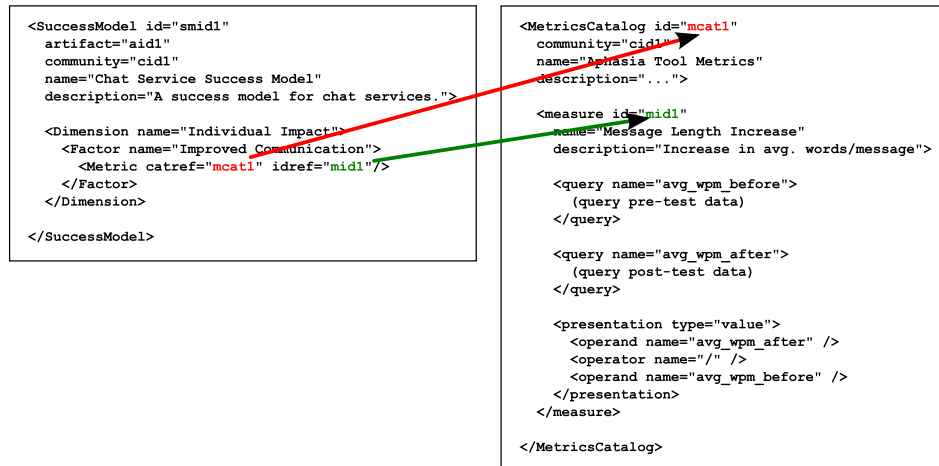 <SuccessModel id="smid1"
artifact="aid1"
community="cid1"
name="Chat Service Success Model"
description="A success model for chat services.">
<Dimension name="Individual Impact">
<Factor name="Improved Communication">
<Metric catref="mcat1" idref="mid1"/>
</Factor>
</Dimension>
</SuccessModel>
<MetricsCatalog id="mcat1"
community="cid1"
name="Aphasia Tool Metrics"
description="...">
<measure id="mid1"
name="Message Length Increase"
description="Increase in avg. words/message">
<query name="avg_wpm_before">
(query pre-test data)
</query>
<query name="avg_wpm_after">
(query post-test data)
</query>
<presentation type="value">
<operand name="avg_wpm_after" />
<operator name="/" />
<operand name="avg_wpm_before" />
</presentation>
</measure>
</MetricsCatalog>